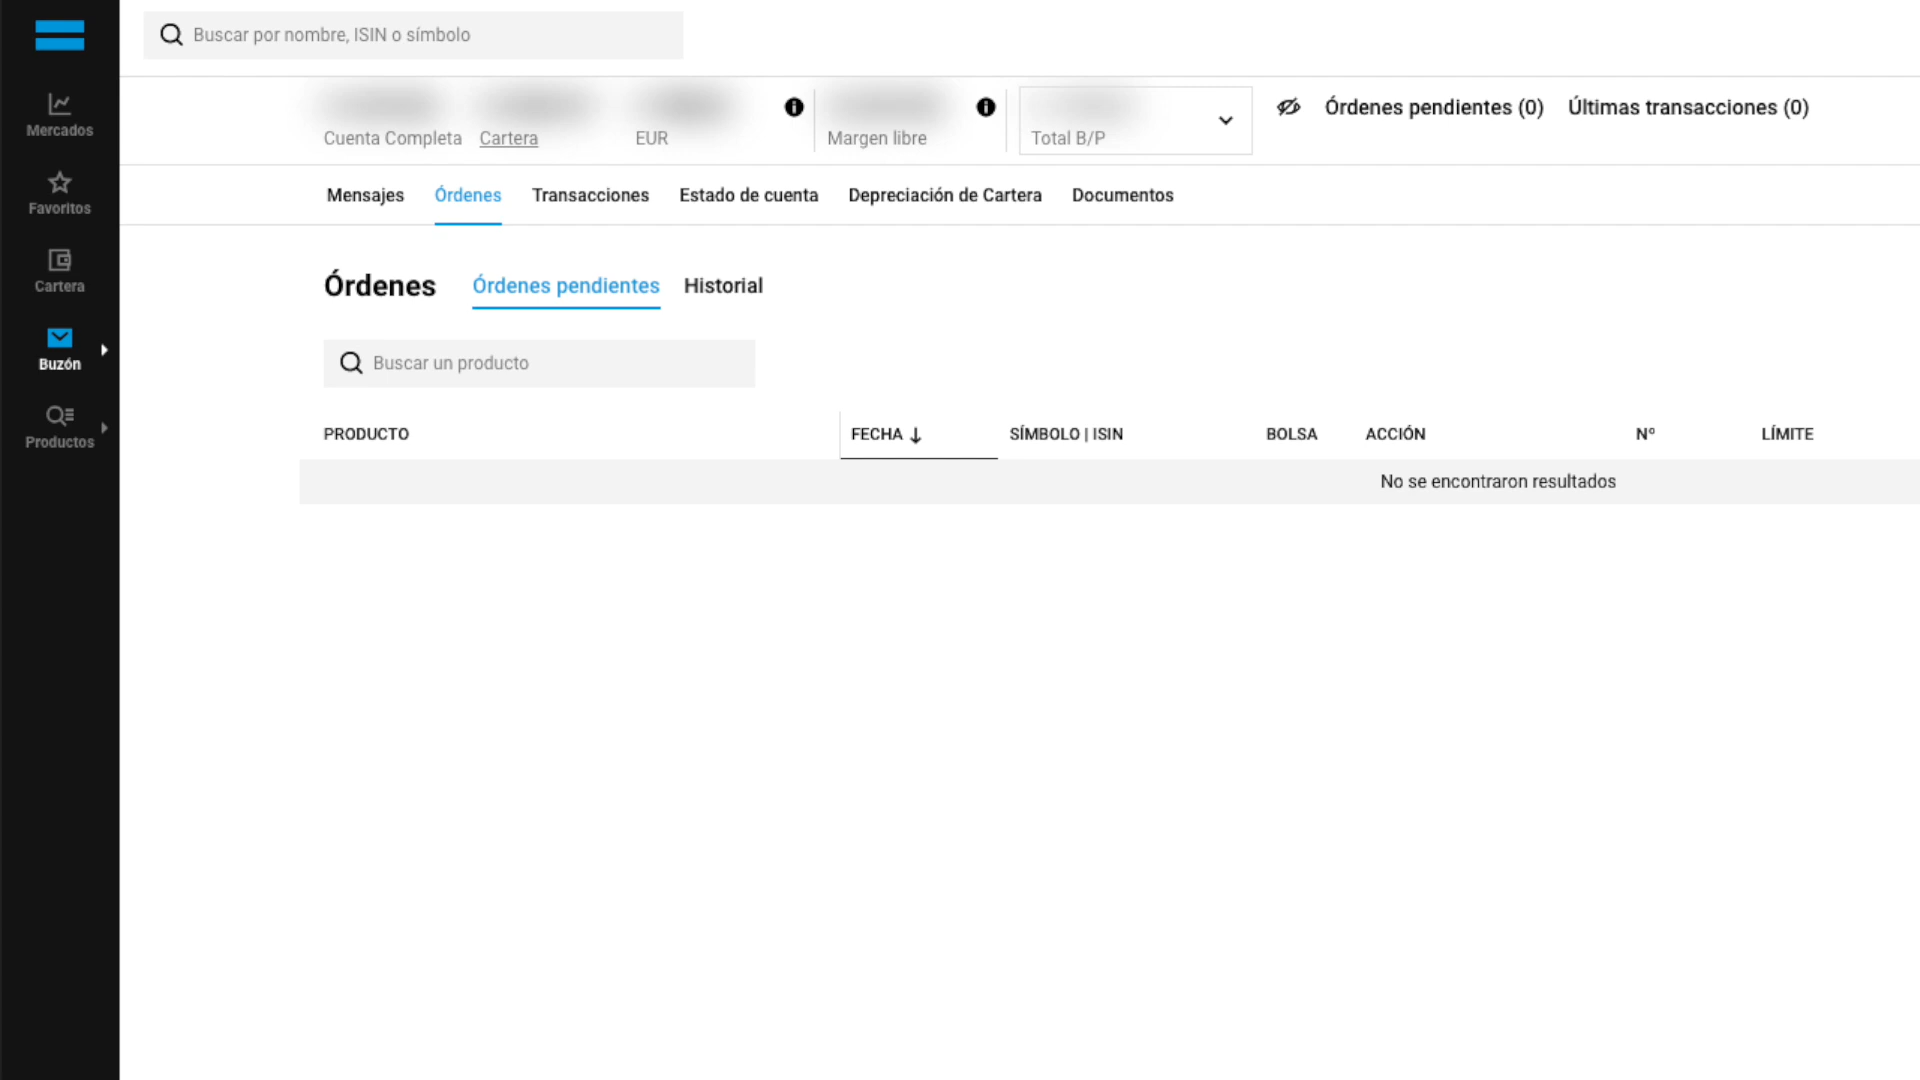 Buscar por nombre, ISIN o símbolo
Mercados
Favoritos
Cartera
Buzón
Productos
Cuenta Completa Cartera EUR Margen libre Total B/P Órdenes pendientes (0) Últimas transacciones (0)
Mensajes Órdenes Transacciones Estado de cuenta Depreciación de Cartera Documentos
Órdenes Órdenes pendientes Historial
Buscar un producto
PRODUCTO FECHA SÍMBOLO | ISIN BOLSA ACCIÓN Nº LÍMITE
No se encontraron resultados